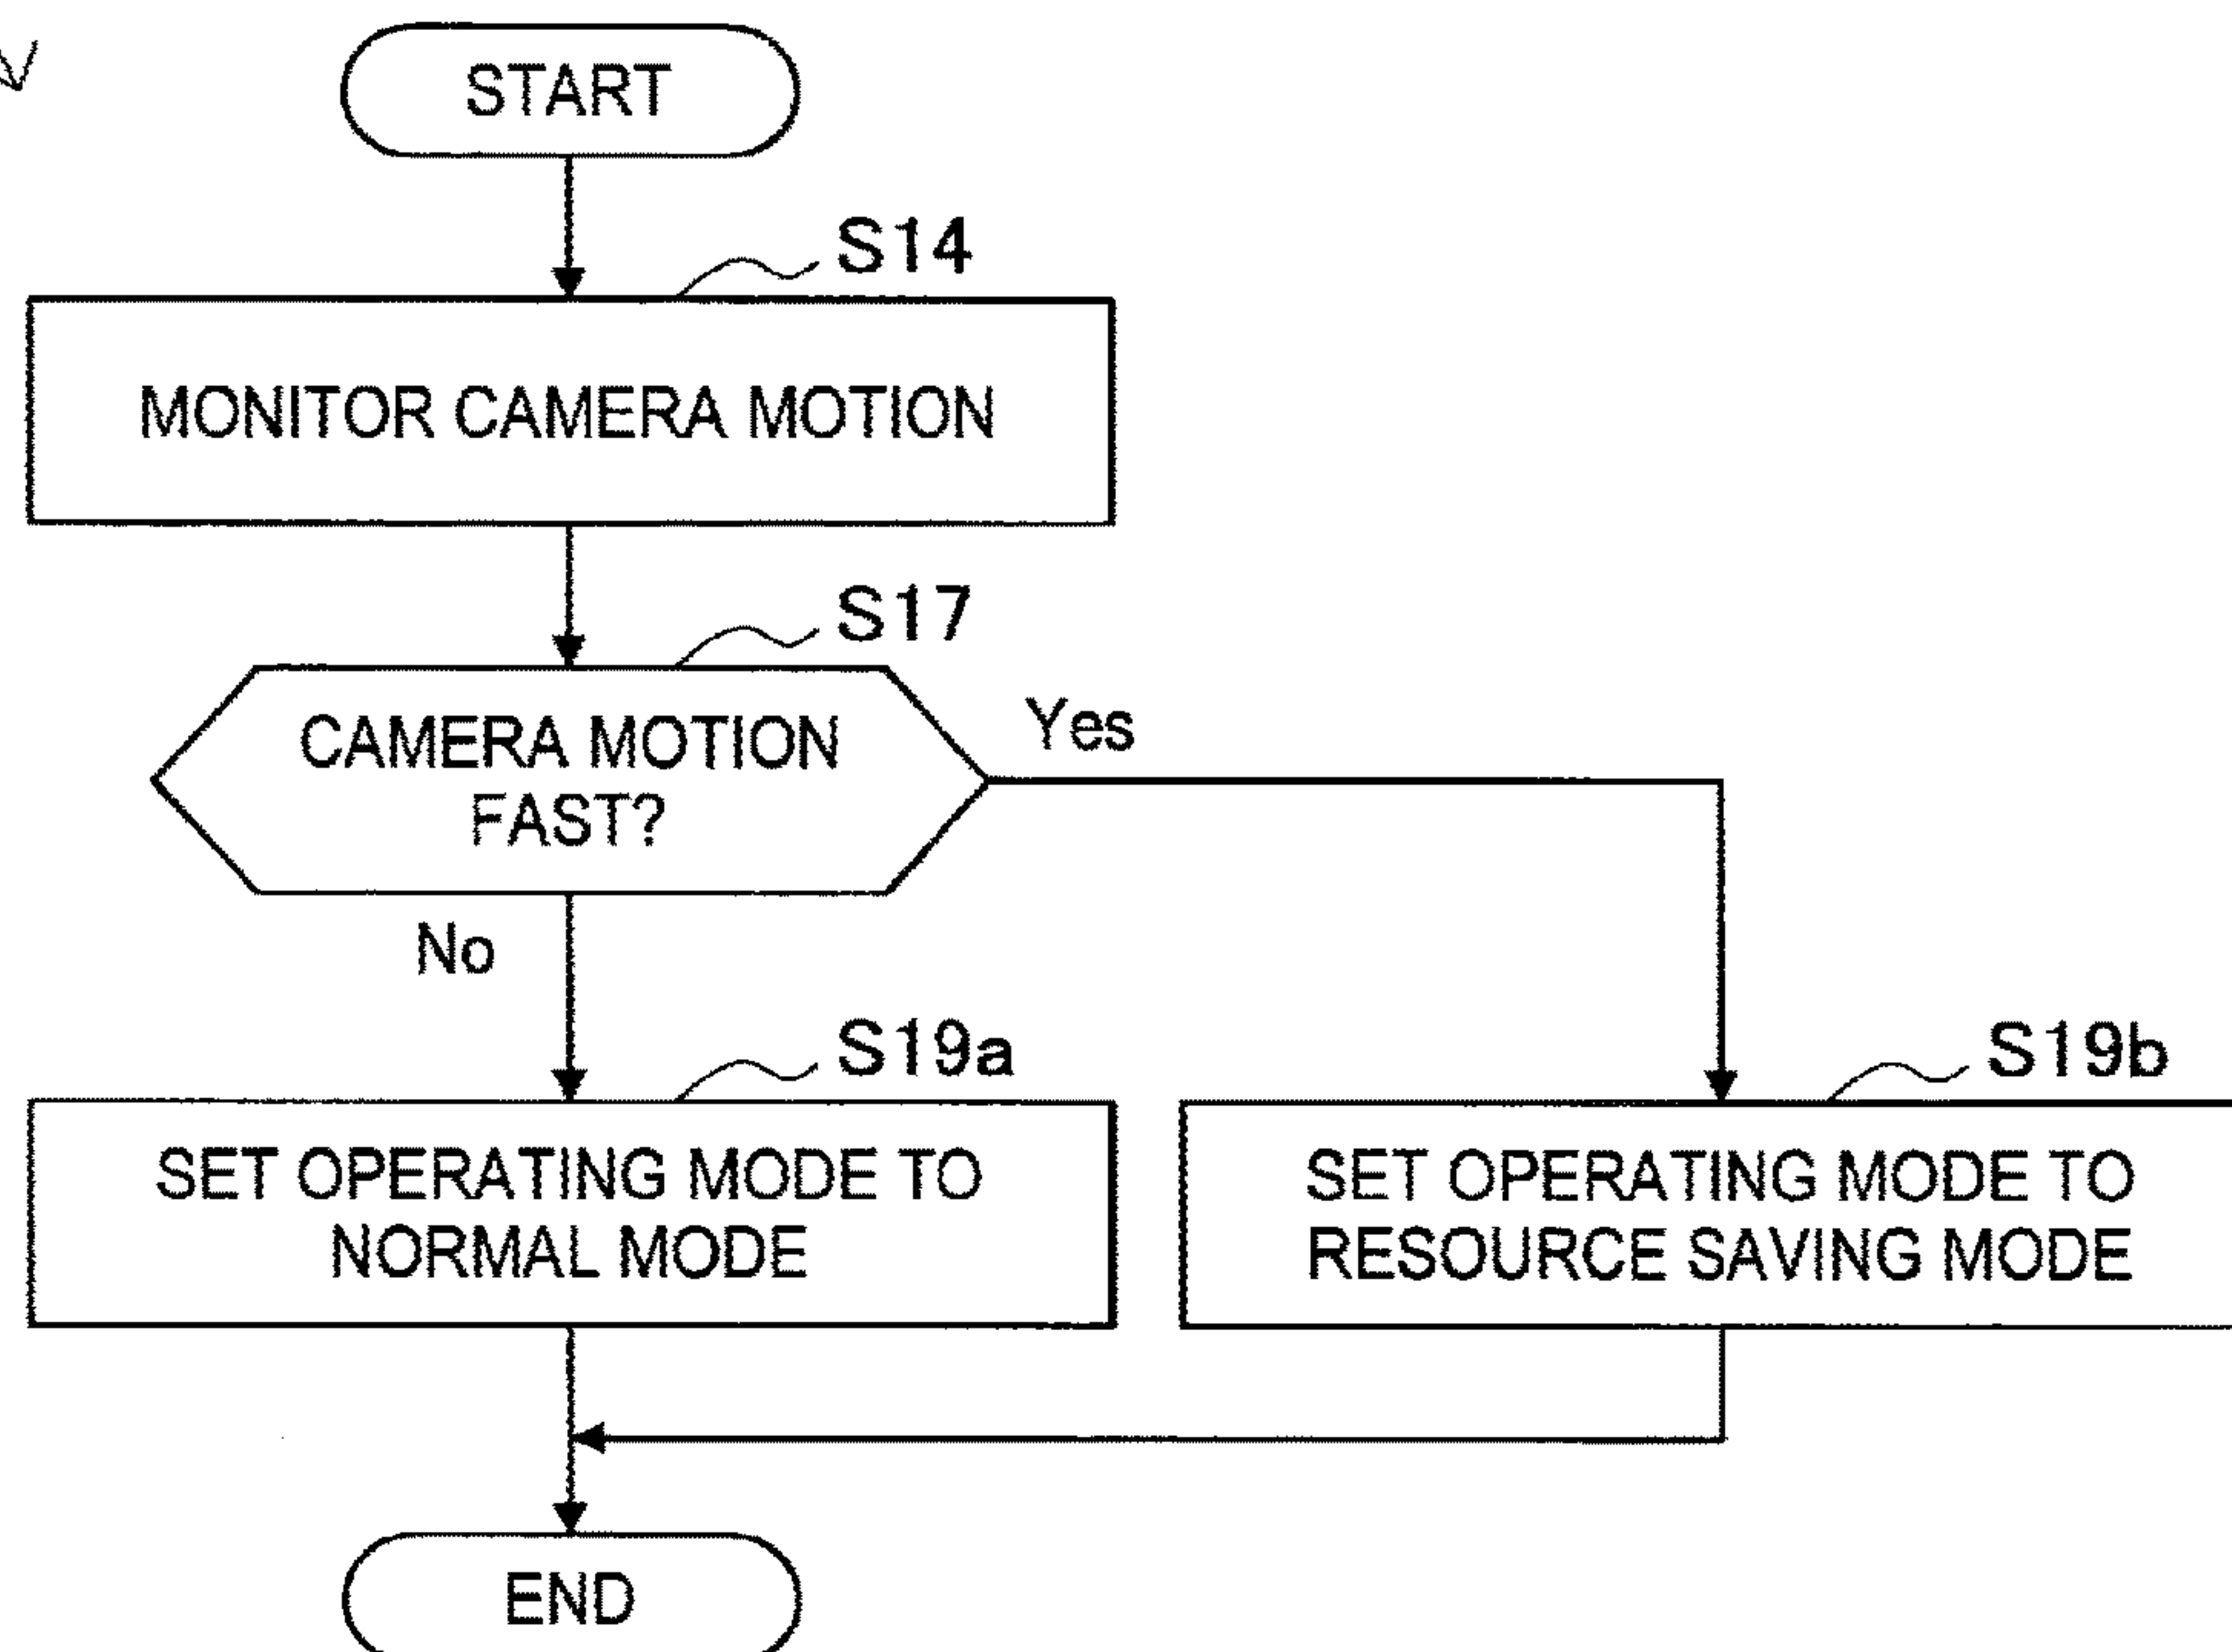 START
S14
MONITOR CAMERA MOTION
S17
CAMERA MOTION
FAST?
Yes
No
S19a
SET OPERATING MODE TO
NORMAL MODE
S19b
SET OPERATING MODE TO
RESOURCE SAVING MODE
END